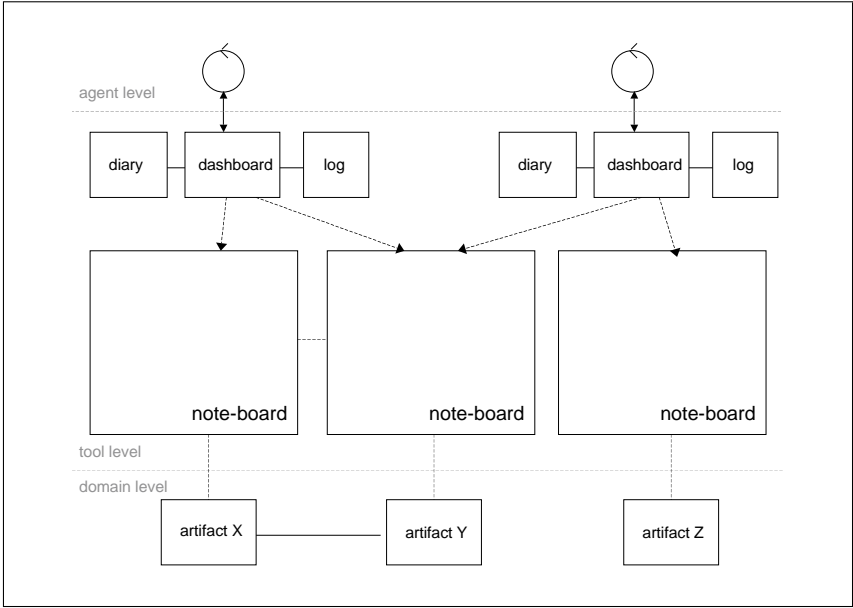 agent level
diary
dashboard
log
diary
dashboard
log
note-board
note-board
note-board
tool level
domain level
artifact X
artifact Y
artifact Z